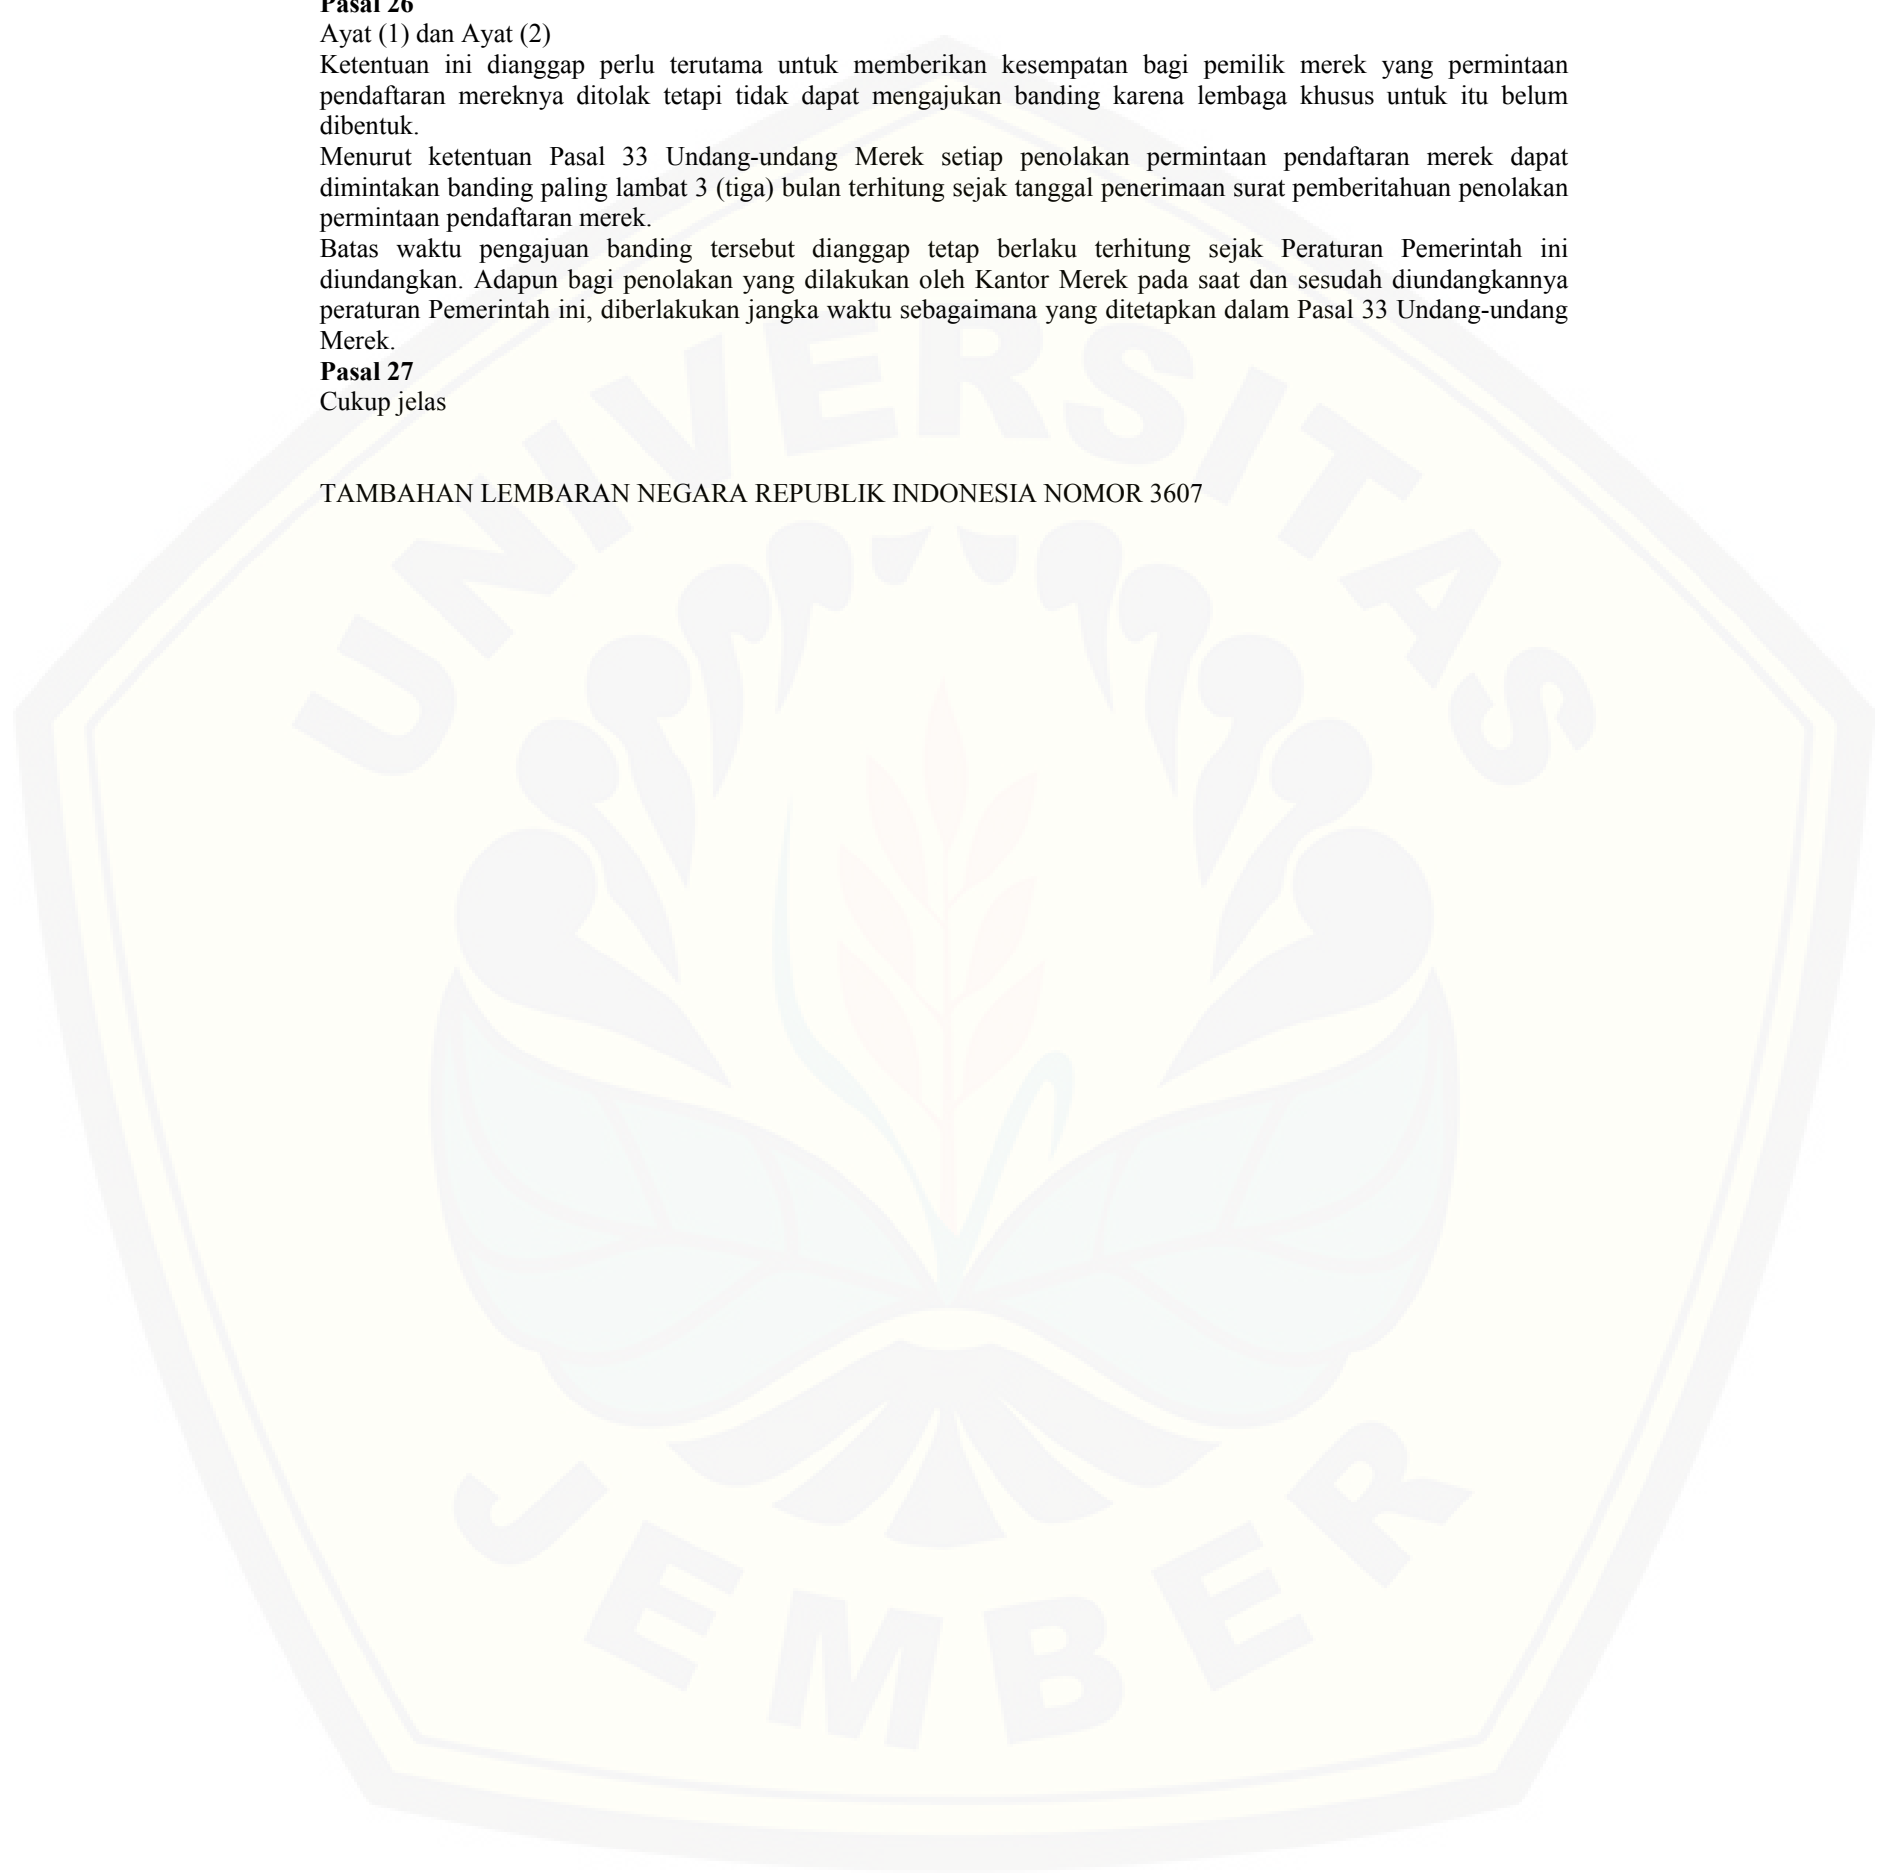 Pasal 26
Ayat (1) dan Ayat (2)
Ketentuan ini dianggap perlu terutama untuk memberikan kesempatan bagi pemilik merek yang permintaan
pendaftaran mereknya ditolak tetapi tidak dapat mengajukan banding karena lembaga khusus untuk itu belum
dibentuk.
Menurut ketentuan Pasal 33 Undang-undang Merek setiap penolakan permintaan pendaftaran merek dapat
dimintakan banding paling lambat 3 (tiga) bulan terhitung sejak tanggal penerimaan surat pemberitahuan penolakan
permintaan pendaftaran merek.
Batas waktu pengajuan banding tersebut dianggap tetap berlaku terhitung sejak Peraturan Pemerintah ini
diundangkan. Adapun bagi penolakan yang dilakukan oleh Kantor Merek pada saat dan sesudah diundangkannya
peraturan Pemerintah ini, diberlakukan jangka waktu sebagaimana yang ditetapkan dalam Pasal 33 Undang-undang
Merek.
Pasal 27
Cukup jelas
TAMBAHAN LEMBARAN NEGARA REPUBLIK INDONESIA NOMOR 3607
UNIVERSITAS
JEMBER